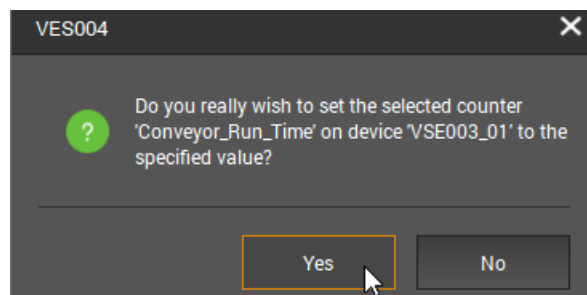 VES004
Do you really wish to set the selected counter
'Conveyor_Run_Time' on device 'VSE003_01' to the
specified value?
Yes
No